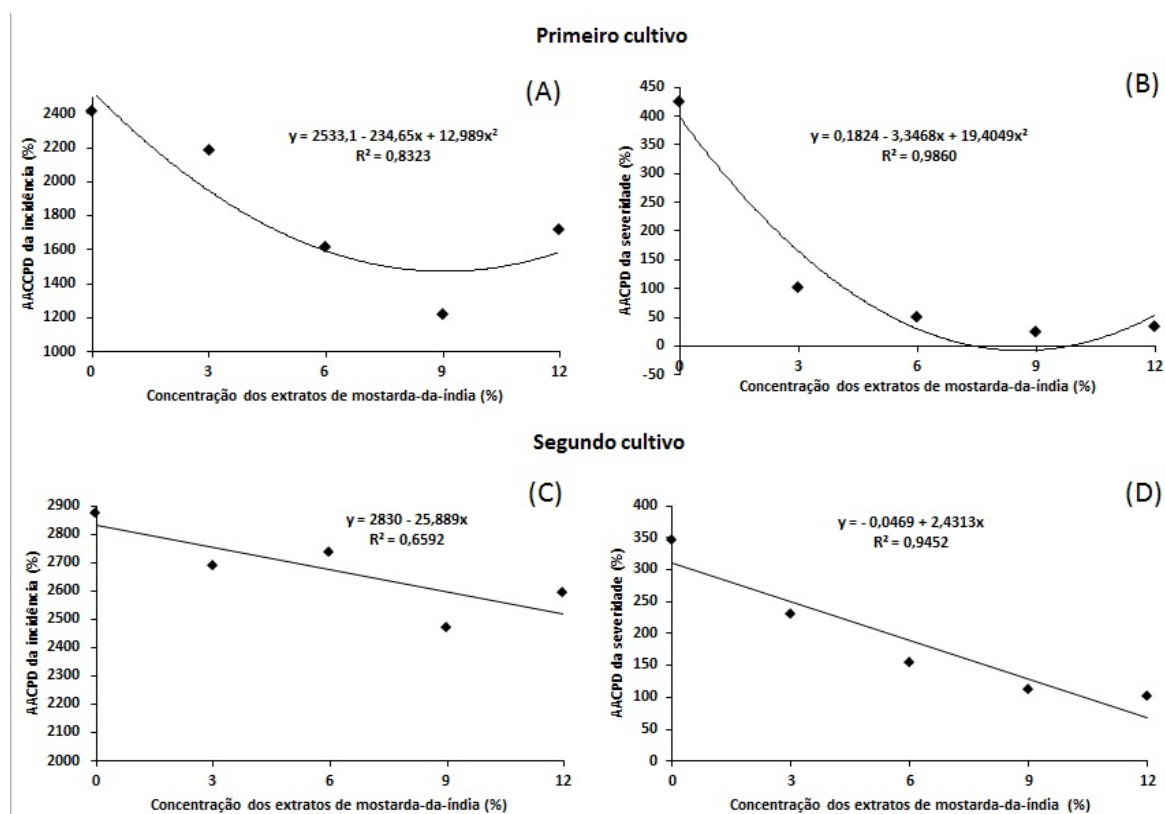 Primeiro cultivo
(A)
y = 2533,1 - 234,65x + 12,989x²
R² = 0,8323
AACCPD da incidência (%)
2400
2200
2000
1800
1600
1400
1200
1000
0 3 6 9 12
Concentração dos extratos de mostarda-da-índia (%)
(B)
y = 0,1824 - 3,3468x + 19,4049x²
R² = 0,9860
AACPD da severidade (%)
450
400
350
300
250
200
150
100
50
0
-50
0 3 6 9 12
Concentração dos extratos de mostarda-da-índia (%)
Segundo cultivo
(C)
y = 2830 - 25,889x
R² = 0,6592
AACPD da incidência (%)
2900
2800
2700
2600
2500
2400
2300
2200
2100
2000
0 3 6 9 12
Concentração dos extratos de mostarda-da-índia (%)
(D)
y = - 0,0469 + 2,4313x
R² = 0,9452
AACPD da severidade (%)
400
350
300
250
200
150
100
50
0
0 3 6 9 12
Concentração dos extratos de mostarda-da-índia (%)